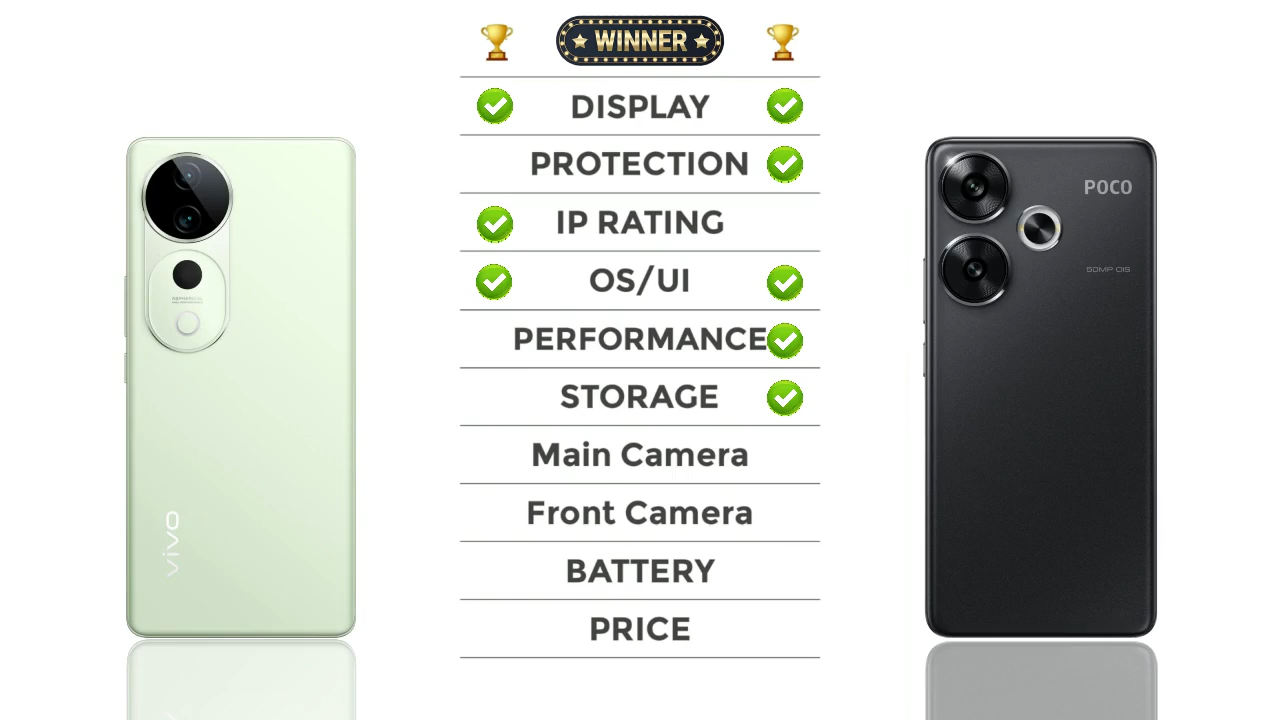 WINNER
DISPLAY
PROTECTION
IP RATING
OS/UI
PERFORMANCE
STORAGE
Main Camera
Front Camera
BATTERY
PRICE
vivo
POCO
50MP OIS